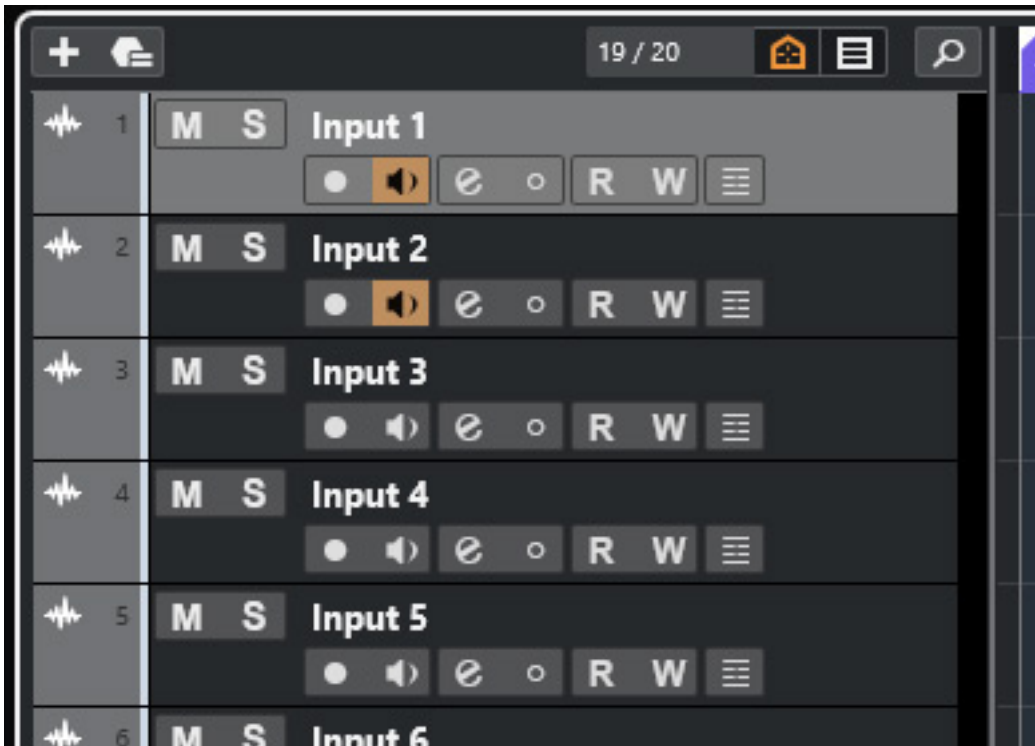 19 / 20
1 M S Input 1
e R W
2 M S Input 2
e R W
3 M S Input 3
e R W
4 M S Input 4
e R W
5 M S Input 5
e R W
6 M S Input 6